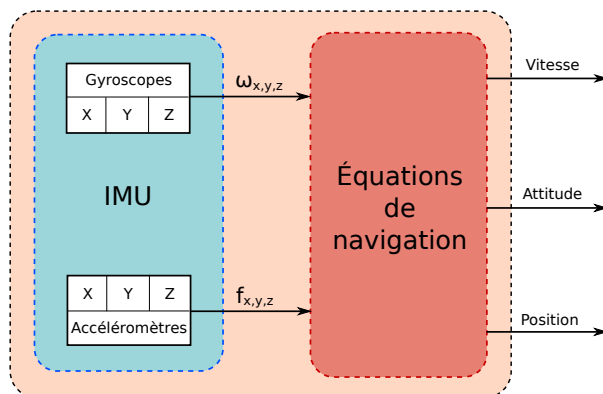 Gyroscopes
X Y Z
ωx,y,z
IMU
X Y Z
Accéléromètres
fx,y,z
Équations
de
navigation
Vitesse
Attitude
Position